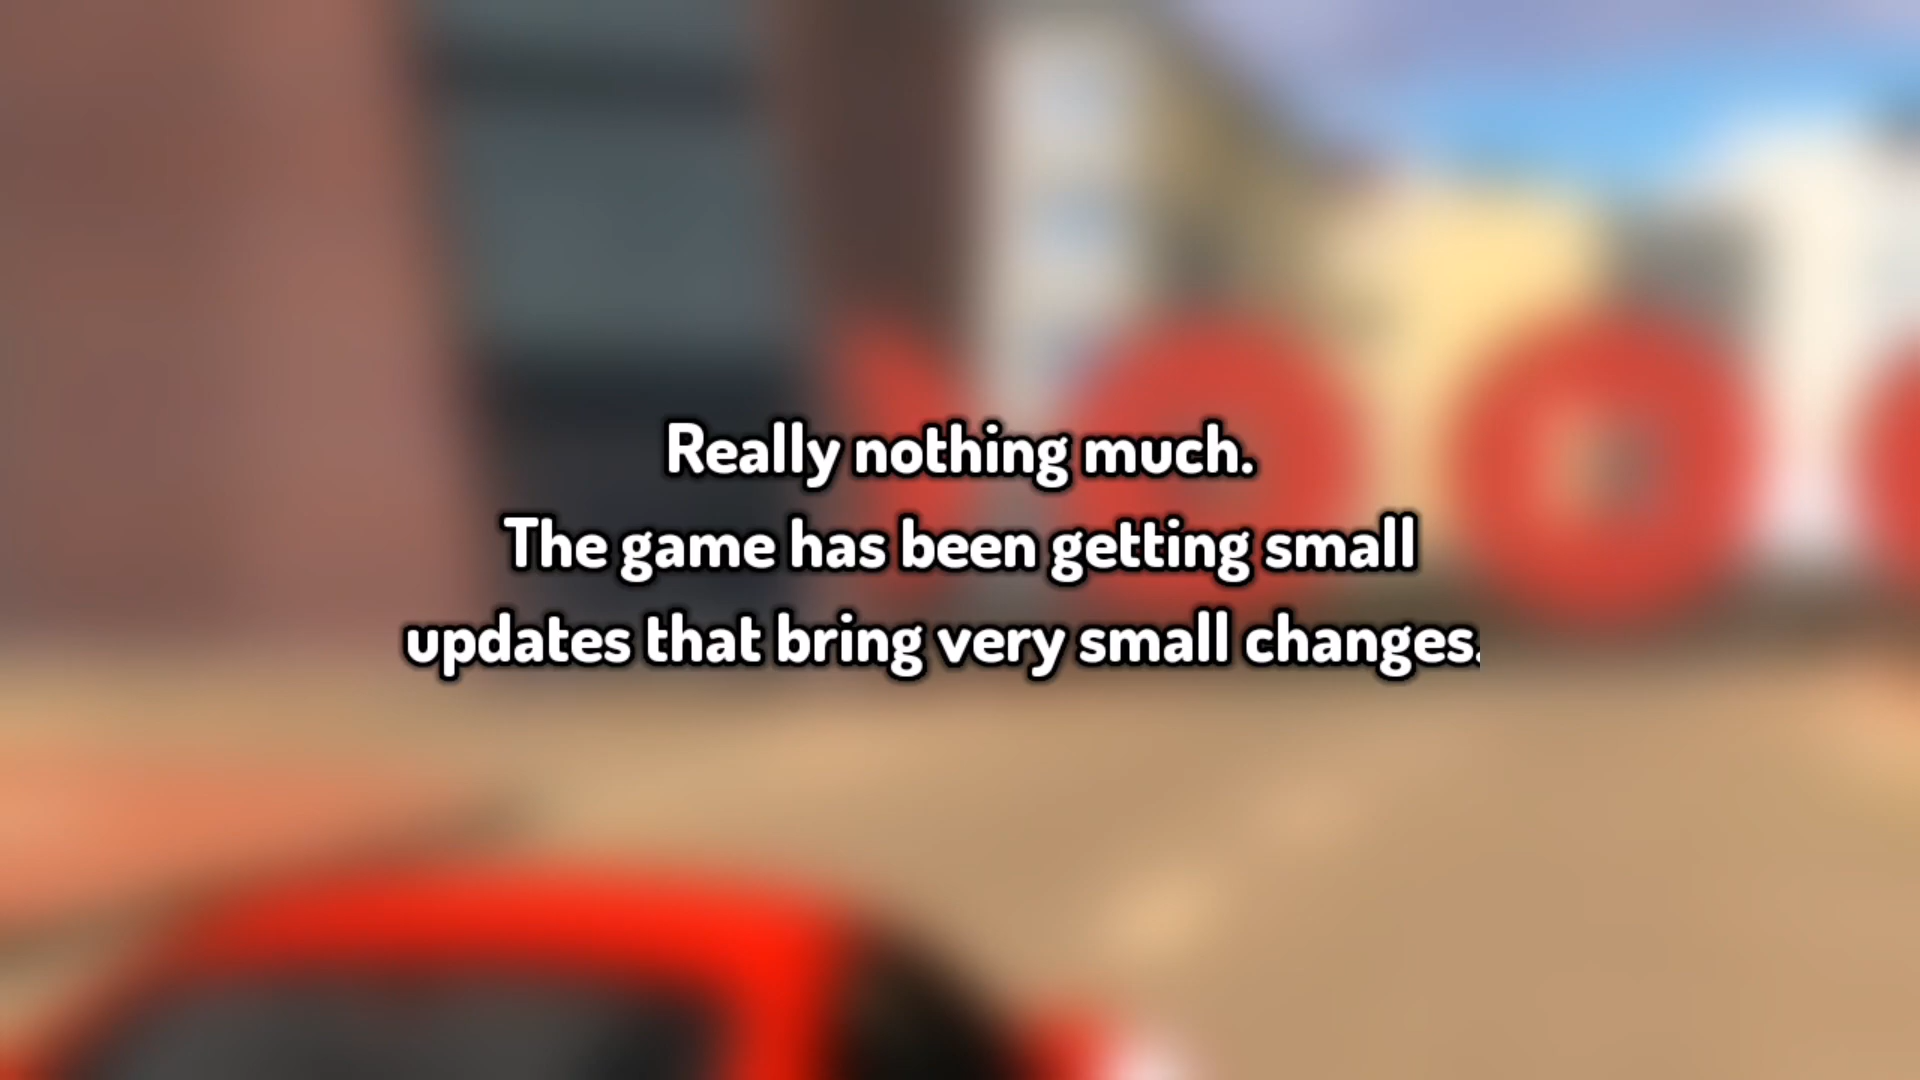 Really nothing much.
The game has been getting small
updates that bring very small changes.